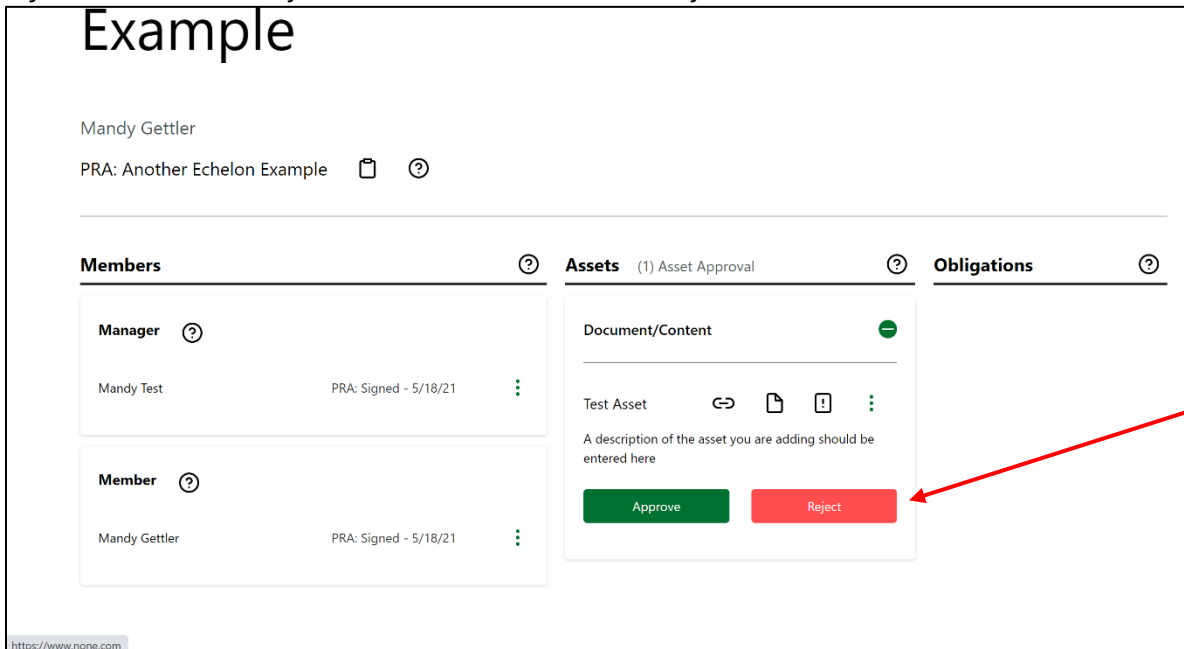 Example
Mandy Gettler
PRA: Another Echelon Example
Members
Assets (1) Asset Approval
Obligations
Manager
Mandy Test PRA: Signed - 5/18/21
Member
Mandy Gettler PRA: Signed - 5/18/21
Document/Content
Test Asset
A description of the asset you are adding should be
entered here
Approve Reject
https://www.none.com